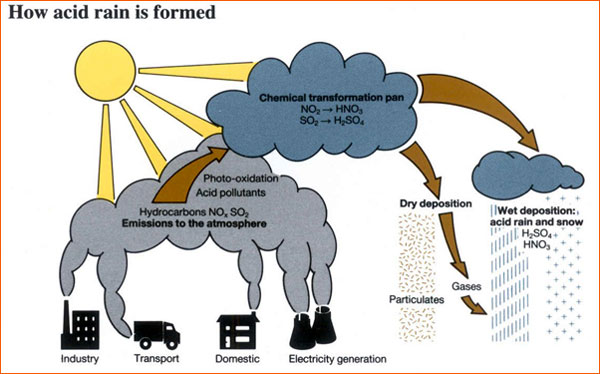 How acid rain is formed
Chemical transformation pan
NO₂ → HNO₃
SO₂ → H₂SO₄
Photo-oxidation
Acid pollutants
Hydrocarbons NOₓ SO₂
Emissions to the atmosphere
Dry deposition
Wet deposition:
acid rain and snow
H₂SO₄
HNO₃
Gases
Particulates
Industry
Transport
Domestic
Electricity generation